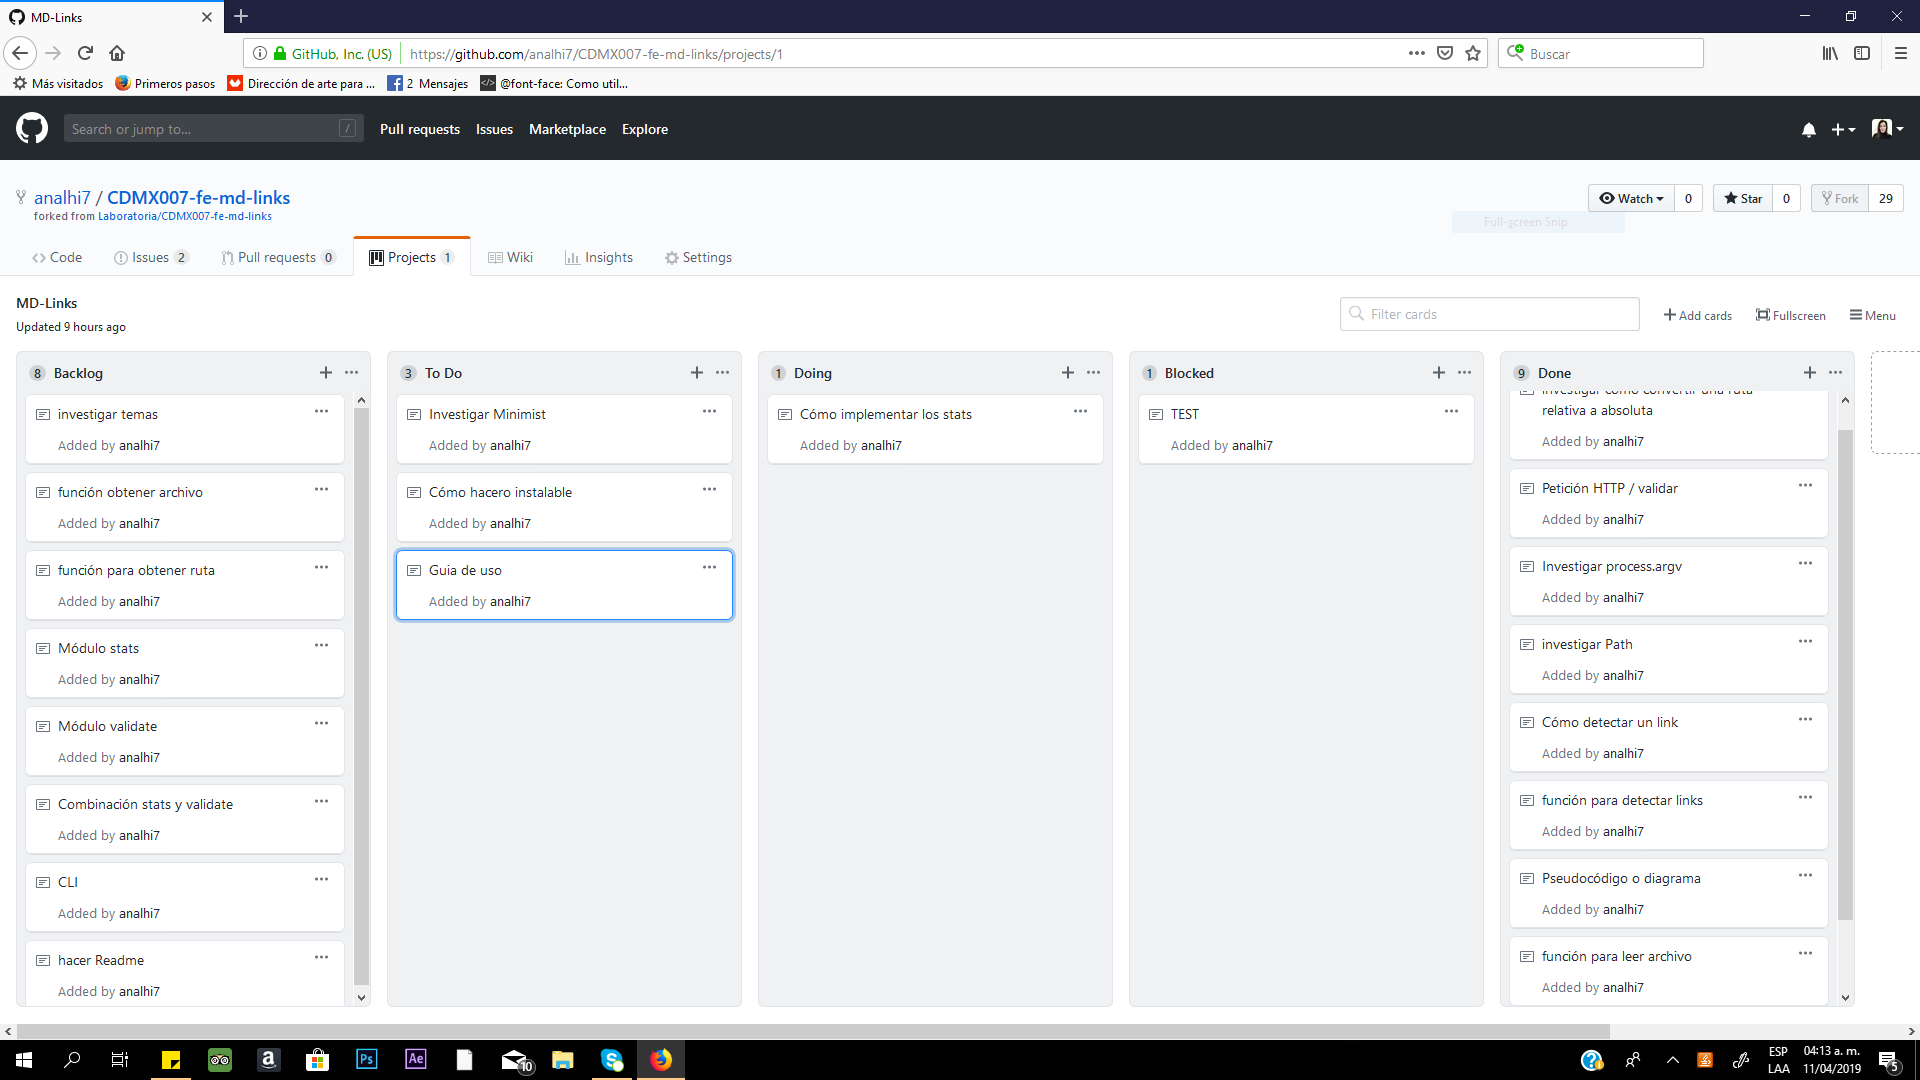 MD-Links
GitHub, Inc. (US)
https://github.com/analhi7/CDMX007-fe-md-links/projects/1
Buscar
Más visitados
Primeros pasos
Dirección de arte para ...
2 Mensajes
@font-face: Como util...
Search or jump to...
/
Pull requests
Issues
Marketplace
Explore
analhi7 / CDMX007-fe-md-links
forked from Laboratoria/CDMX007-fe-md-links
Watch
0
Star
0
Fork
29
Full-screen Snip
Code
Issues 2
Pull requests 0
Projects 1
Wiki
Insights
Settings
MD-Links
Updated 9 hours ago
Filter cards
Add cards
Fullscreen
Menu
8 Backlog
investigar temas
Added by analhi7
función obtener archivo
Added by analhi7
función para obtener ruta
Added by analhi7
Módulo stats
Added by analhi7
Módulo validate
Added by analhi7
Combinación stats y validate
Added by analhi7
CLI
Added by analhi7
hacer Readme
Added by analhi7
3 To Do
Investigar Minimist
Added by analhi7
Cómo hacero instalable
Added by analhi7
Guia de uso
Added by analhi7
1 Doing
Cómo implementar los stats
Added by analhi7
1 Blocked
TEST
Added by analhi7
9 Done
investigar como convertir una ruta
relativa a absoluta
Added by analhi7
Petición HTTP / validar
Added by analhi7
Investigar process.argv
Added by analhi7
investigar Path
Added by analhi7
Cómo detectar un link
Added by analhi7
función para detectar links
Added by analhi7
Pseudocódigo o diagrama
Added by analhi7
función para leer archivo
Added by analhi7
Ps
Ae
10
ESP
LAA
04:13 a. m.
11/04/2019
5